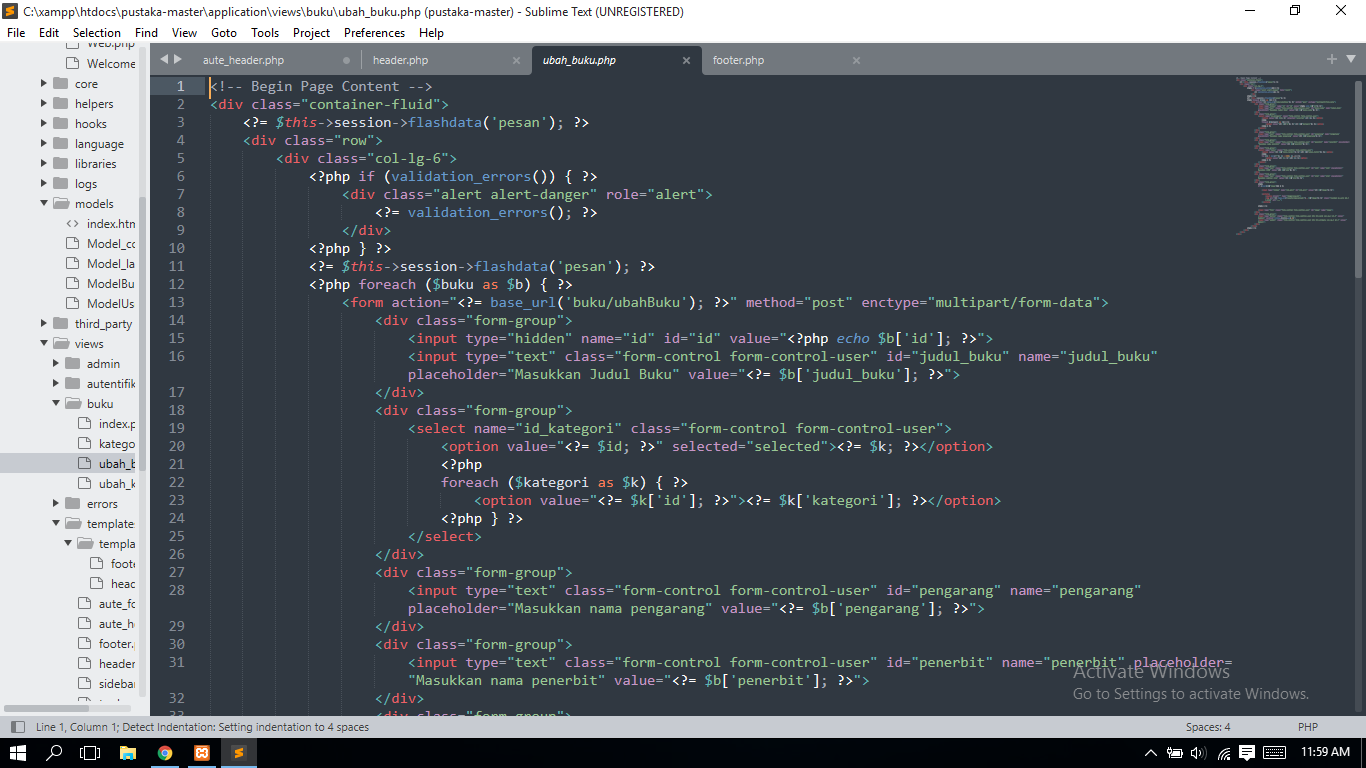 C:\xampp\htdocs\pustaka-master\application\views\buku\ubah_buku.php (pustaka-master) - Sublime Text (UNREGISTERED)
File Edit Selection Find View Goto Tools Project Preferences Help
Web.php
Welcome
core
helpers
hooks
language
libraries
logs
models
index.htm
Model_cc
Model_la
ModelBu
ModelUs
third_party
views
admin
autentifik
buku
index.p
katego
ubah_b
ubah_k
errors
template
templa
foote
head
aute_fo
aute_h
footer.
header
sideba
aute_header.php header.php ubah_buku.php footer.php
1 <!-- Begin Page Content -->
2 <div class="container-fluid">
3 <?= $this->session->flashdata('pesan'); ?>
4 <div class="row">
5 <div class="col-lg-6">
6 <?php if (validation_errors()) { ?>
7 <div class="alert alert-danger" role="alert">
8 <?= validation_errors(); ?>
9 </div>
10 <?php } ?>
11 <?= $this->session->flashdata('pesan'); ?>
12 <?php foreach ($buku as $b) { ?>
13 <form action="<?= base_url('buku/ubahBuku'); ?>" method="post" enctype="multipart/form-data">
14 <div class="form-group">
15 <input type="hidden" name="id" id="id" value="<?php echo $b['id']; ?>">
16 <input type="text" class="form-control form-control-user" id="judul_buku" name="judul_buku"
placeholder="Masukkan Judul Buku" value="<?= $b['judul_buku']; ?>">
17 </div>
18 <div class="form-group">
19 <select name="id_kategori" class="form-control form-control-user">
20 <option value="<?= $id; ?>" selected="selected"><?= $k; ?></option>
21 <?php
22 foreach ($kategori as $k) { ?>
23 <option value="<?= $k['id']; ?>"><?= $k['kategori']; ?></option>
24 <?php } ?>
25 </select>
26 </div>
27 <div class="form-group">
28 <input type="text" class="form-control form-control-user" id="pengarang" name="pengarang"
placeholder="Masukkan nama pengarang" value="<?= $b['pengarang']; ?>">
29 </div>
30 <div class="form-group">
31 <input type="text" class="form-control form-control-user" id="penerbit" name="penerbit" placeholder=
"Masukkan nama penerbit" value="<?= $b['penerbit']; ?>">
32 </div>
33 <div class="form-group">
Activate Windows
Go to Settings to activate Windows.
Line 1, Column 1; Detect Indentation: Setting indentation to 4 spaces Spaces: 4 PHP
11:59 AM